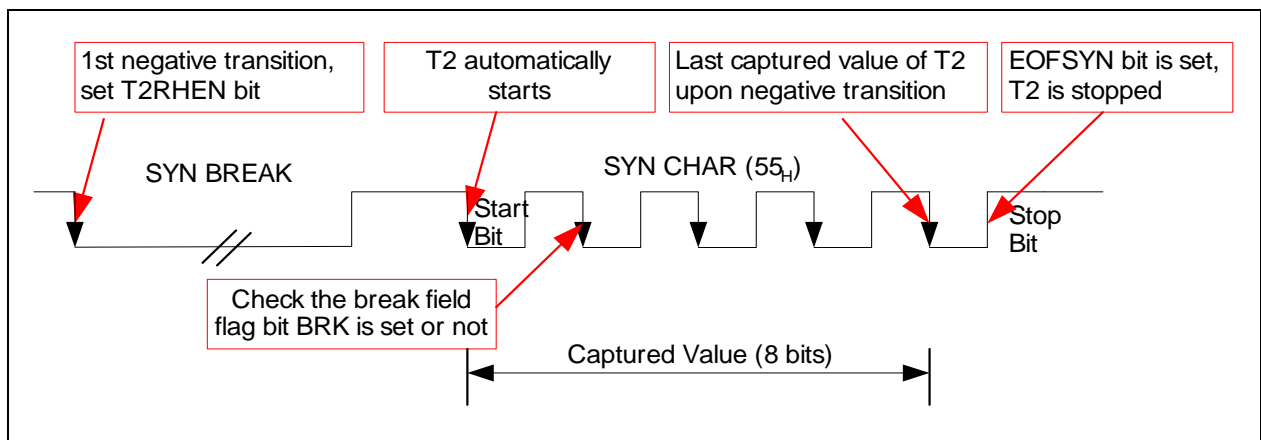 1st negative transition,
set T2RHEN bit
T2 automatically
starts
Last captured value of T2
upon negative transition
EOFSYN bit is set,
T2 is stopped
SYN BREAK
SYN CHAR (55H)
Start
Bit
Stop
Bit
Check the break field
flag bit BRK is set or not
Captured Value (8 bits)